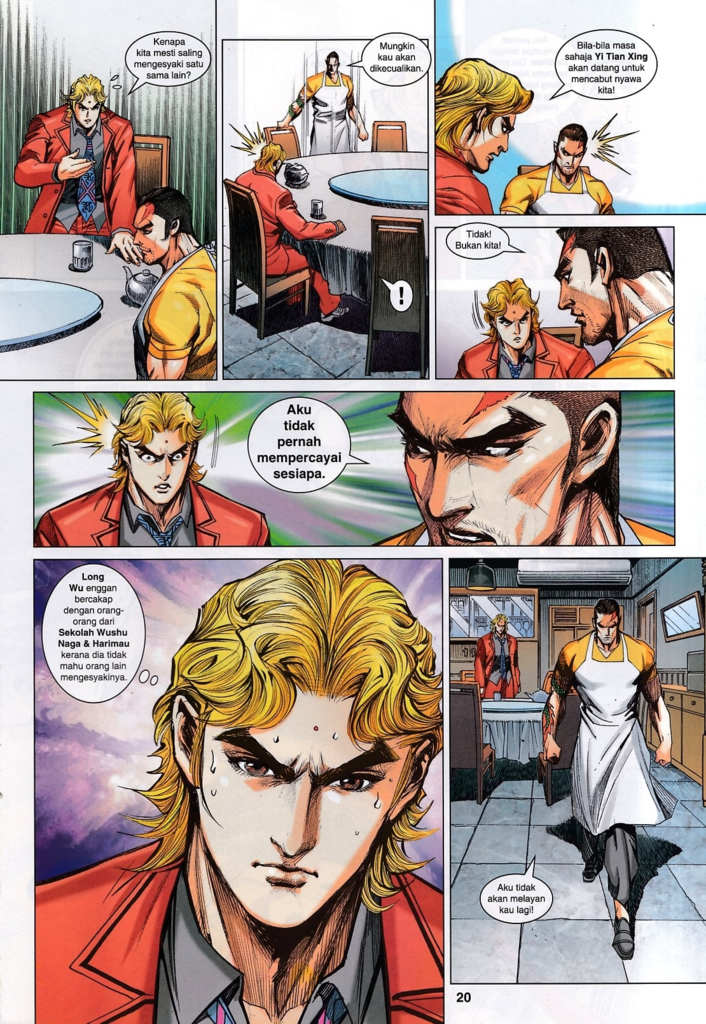 Kenapa
kita mesti saling
mengesyaki satu
sama lain?
Mungkin
kau akan
dikecualikan.
!
Bila-bila masa
sahaja Yi Tian Xing
akan datang untuk
mencabut nyawa
kita!
Tidak!
Bukan kita!
Aku
tidak
pernah
mempercayai
sesiapa.
Long
Wu enggan
bercakap
dengan orang-
orang dari
Sekolah Wushu
Naga & Harimau
kerana dia tidak
mahu orang lain
mengesyakinya.
Aku tidak
akan melayan
kau lagi!
20